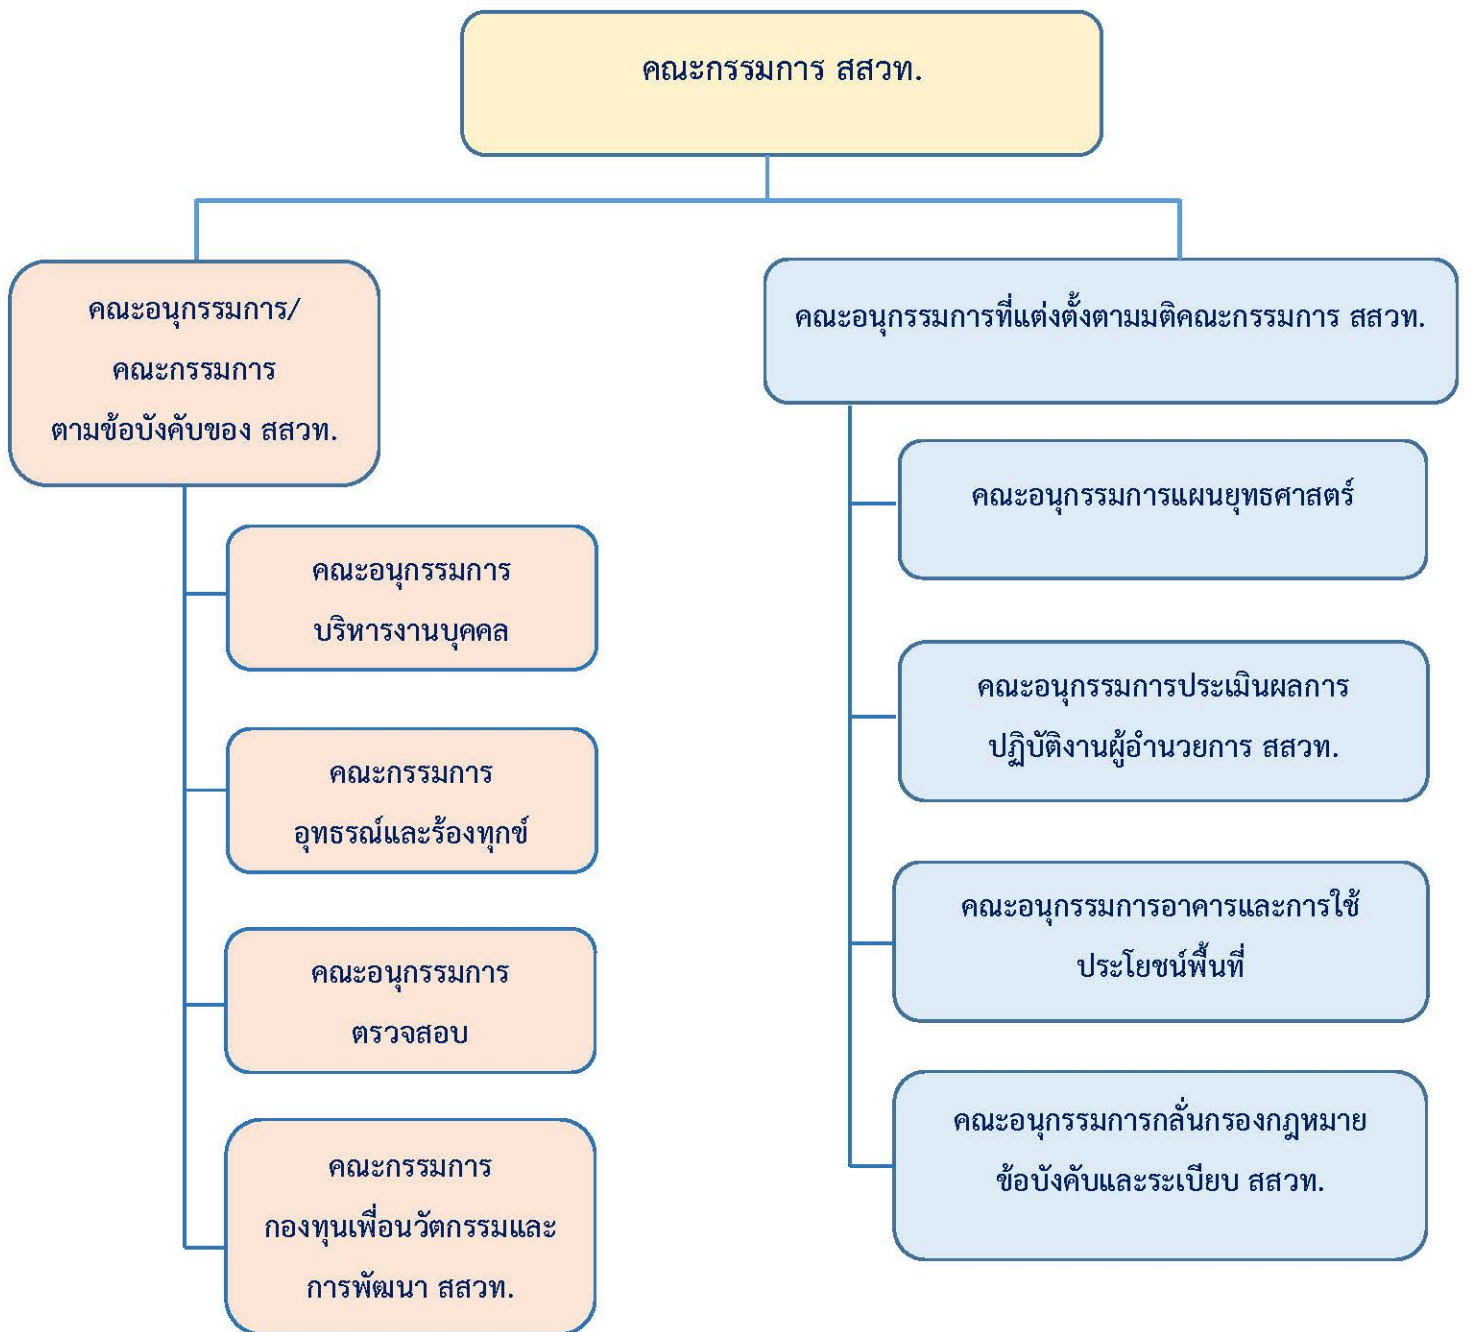 คณะกรรมการ สสวท.
คณะอนุกรรมการ/
คณะกรรมการ
ตามข้อบังคับของ สสวท.
คณะอนุกรรมการ
บริหารงานบุคคล
คณะกรรมการ
อุทธรณ์และร้องทุกข์
คณะอนุกรรมการ
ตรวจสอบ
คณะกรรมการ
กองทุนเพื่อนวัตกรรมและ
การพัฒนา สสวท.
คณะอนุกรรมการที่แต่งตั้งตามมติคณะกรรมการ สสวท.
คณะอนุกรรมการแผนยุทธศาสตร์
คณะอนุกรรมการประเมินผลการ
ปฏิบัติงานผู้อำนวยการ สสวท.
คณะอนุกรรมการอาคารและการใช้
ประโยชน์พื้นที่
คณะอนุกรรมการกลั่นกรองกฎหมาย
ข้อบังคับและระเบียบ สสวท.